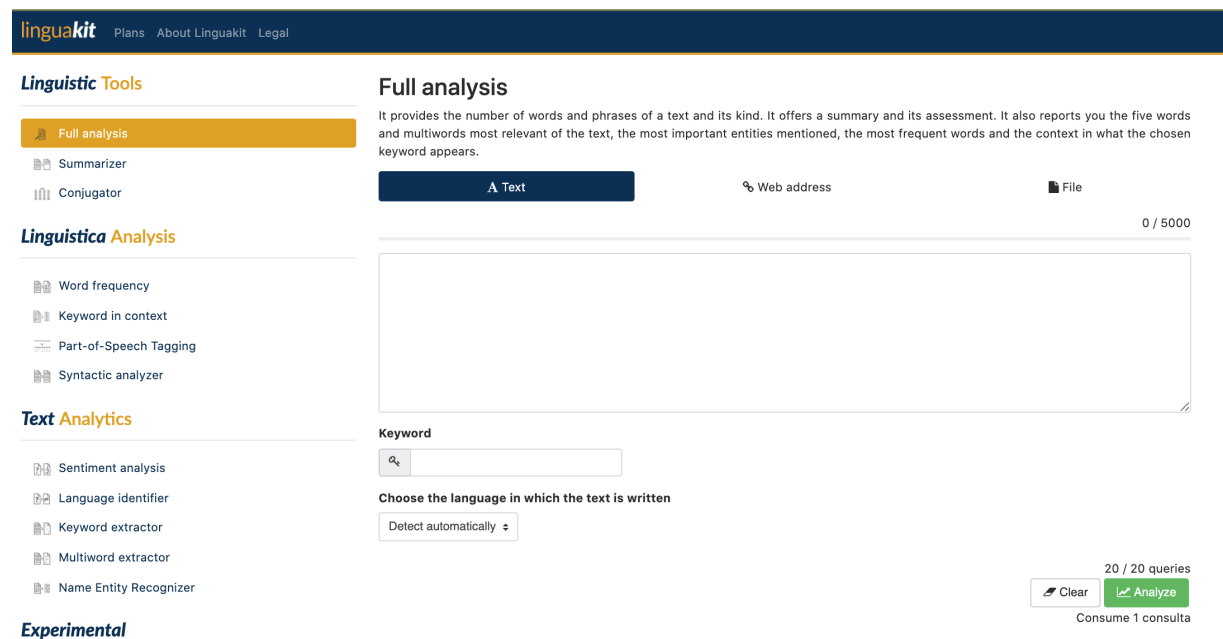 linguakit Plans About Linguakit Legal
Linguistic Tools
Full analysis
Summarizer
Conjugator
Linguistica Analysis
Word frequency
Keyword in context
Part-of-Speech Tagging
Syntactic analyzer
Text Analytics
Sentiment analysis
Language identifier
Keyword extractor
Multiword extractor
Name Entity Recognizer
Experimental
Full analysis
It provides the number of words and phrases of a text and its kind. It offers a summary and its assessment. It also reports you the five words
and multiwords most relevant of the text, the most important entities mentioned, the most frequent words and the context in what the chosen
keyword appears.
A Text
Web address
File
0 / 5000
Keyword
Choose the language in which the text is written
Detect automatically
20 / 20 queries
Clear
Analyze
Consume 1 consulta